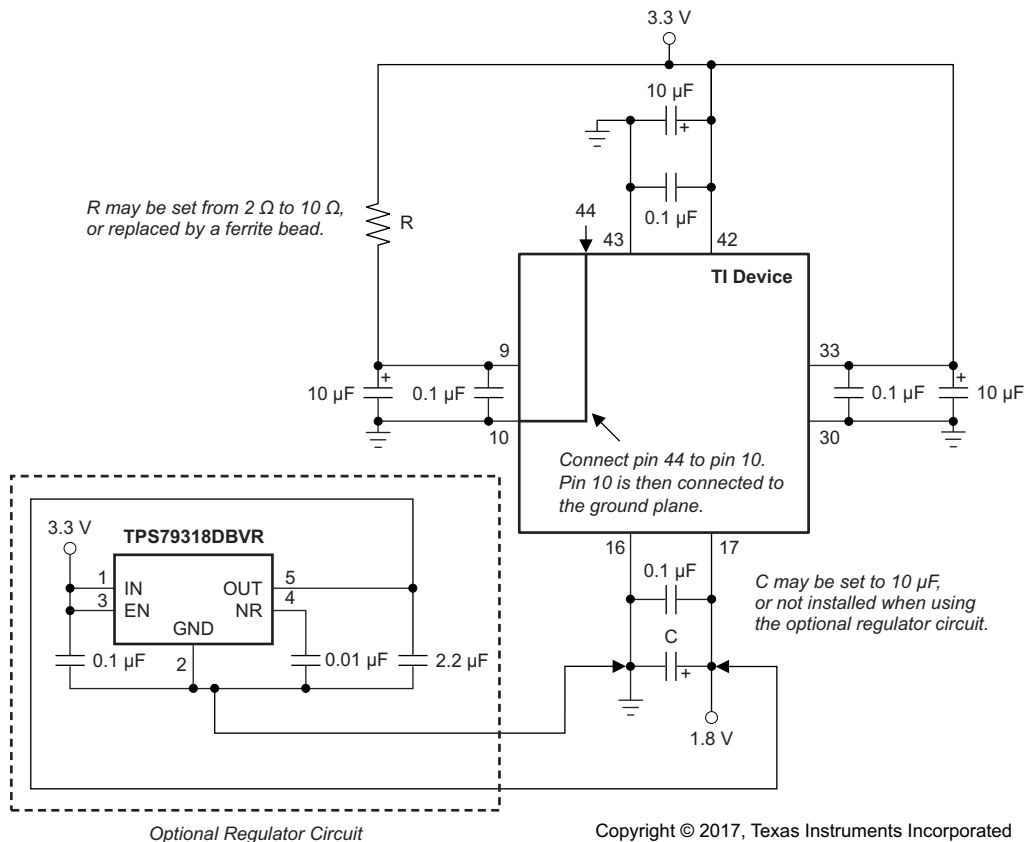 3.3 V
10 µF
+
0.1 µF
R may be set from 2 Ω to 10 Ω,
or replaced by a ferrite bead.
R
44
43
42
TI Device
9
33
+
10 µF
0.1 µF
0.1 µF
+
10 µF
10
30
Connect pin 44 to pin 10.
Pin 10 is then connected to
the ground plane.
16
17
0.1 µF
C may be set to 10 µF,
or not installed when using
the optional regulator circuit.
C
+
1.8 V
3.3 V
TPS79318DBVR
1
IN
OUT
5
3
EN
NR
4
GND
2
0.1 µF
0.01 µF
2.2 µF
Optional Regulator Circuit
Copyright © 2017, Texas Instruments Incorporated